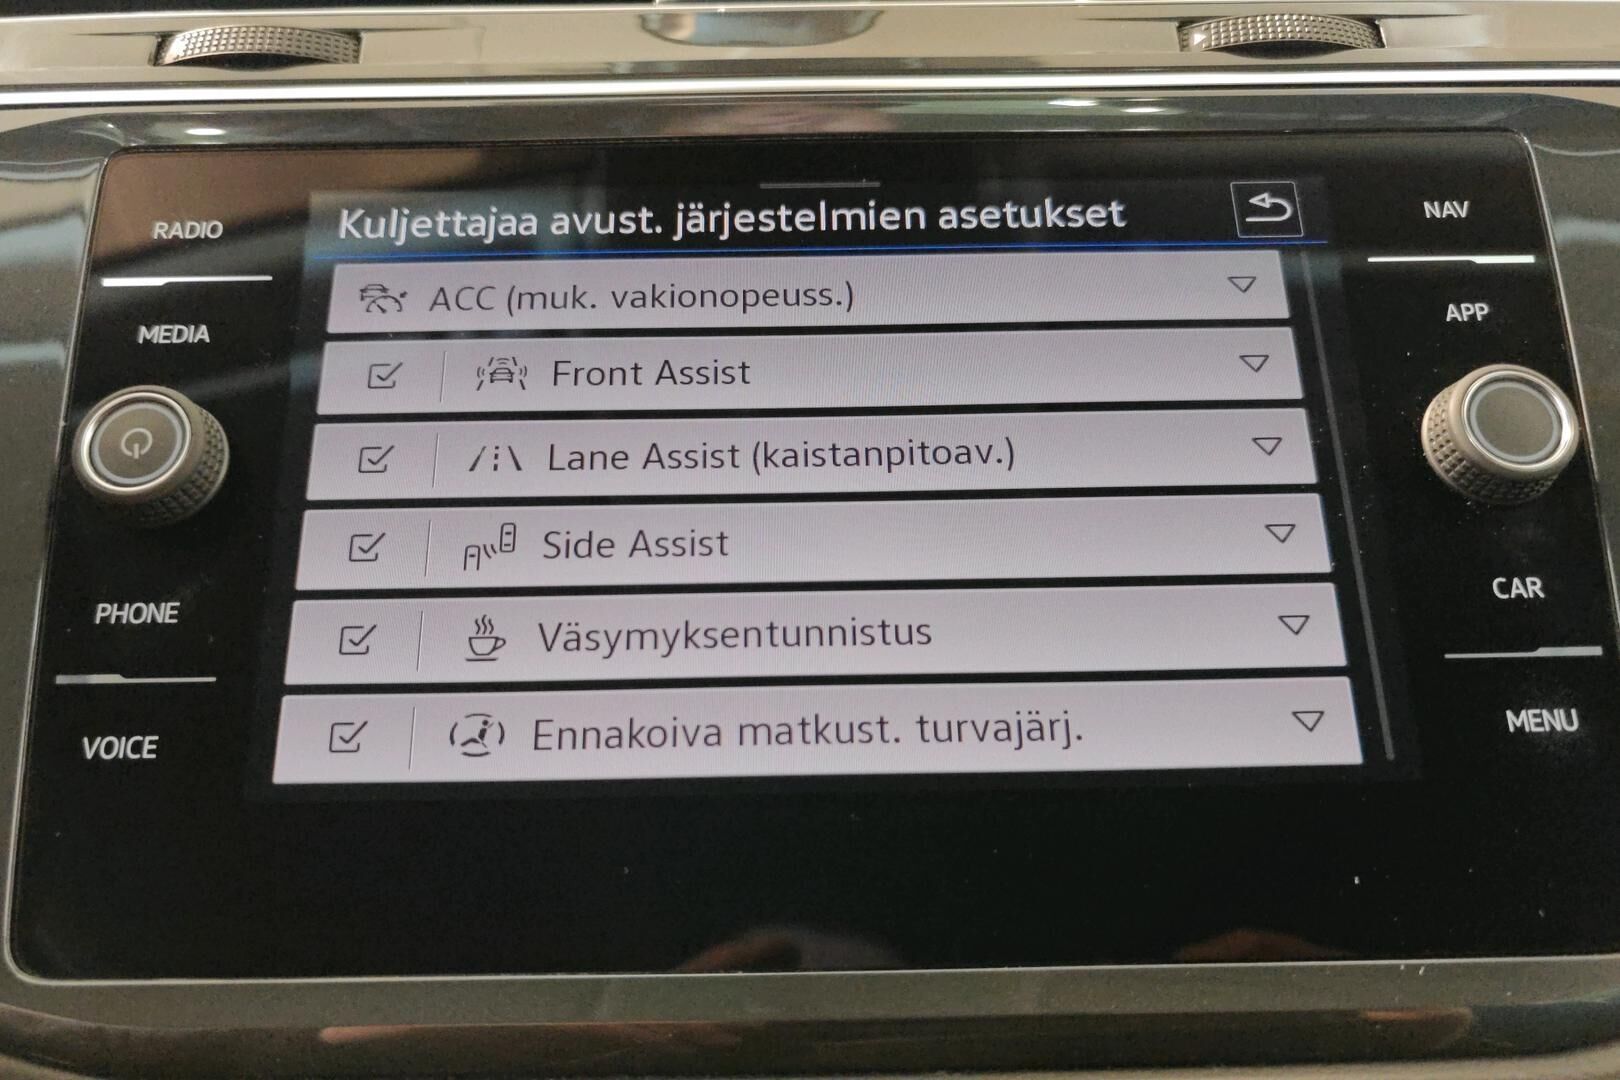 Kuljettajaa avust. järjestelmien asetukset
ACC (muk. vakionopeuss.)
Front Assist
Lane Assist (kaistanpitoav.)
Side Assist
Väsymyksentunnistus
Ennakoiva matkust. turvajärj.
RADIO
MEDIA
PHONE
VOICE
NAV
APP
CAR
MENU